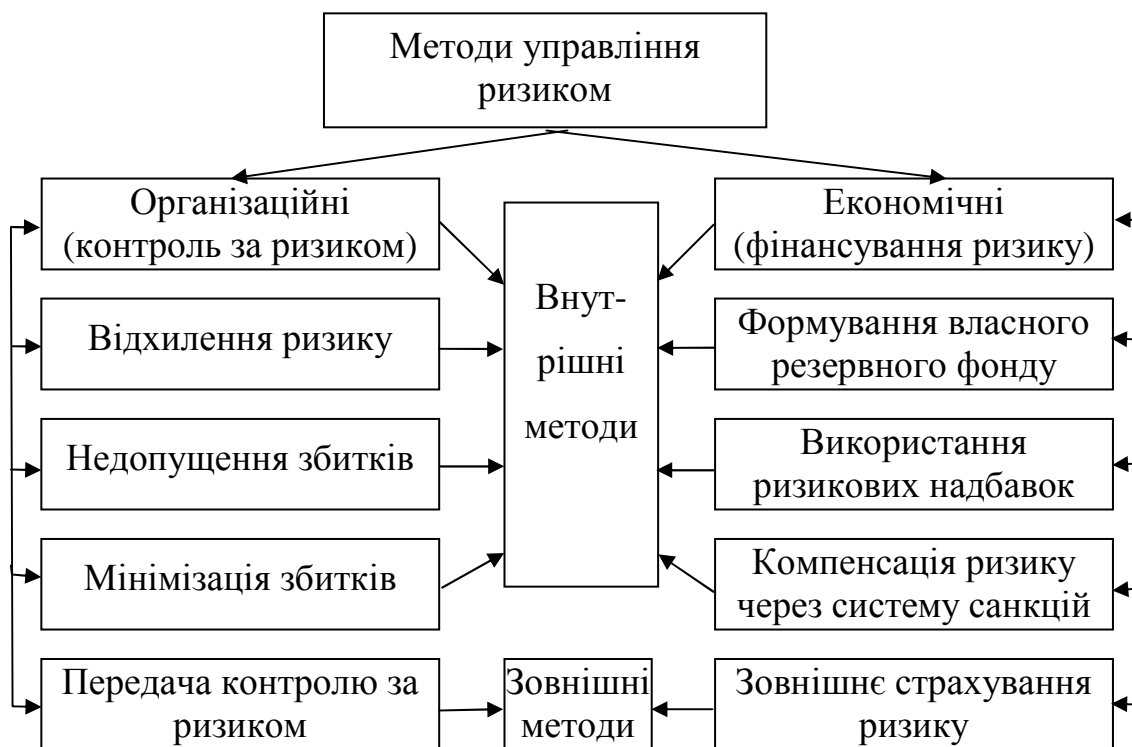 Методи управління
ризиком
Організаційні
(контроль за ризиком)
Економічні
(фінансування ризику)
Внут-
рішні
методи
Відхилення ризику
Формування власного
резервного фонду
Недопущення збитків
Використання
ризикових надбавок
Мінімізація збитків
Компенсація ризику
через систему санкцій
Передача контролю за
ризиком
Зовнішні
методи
Зовнішнє страхування
ризику